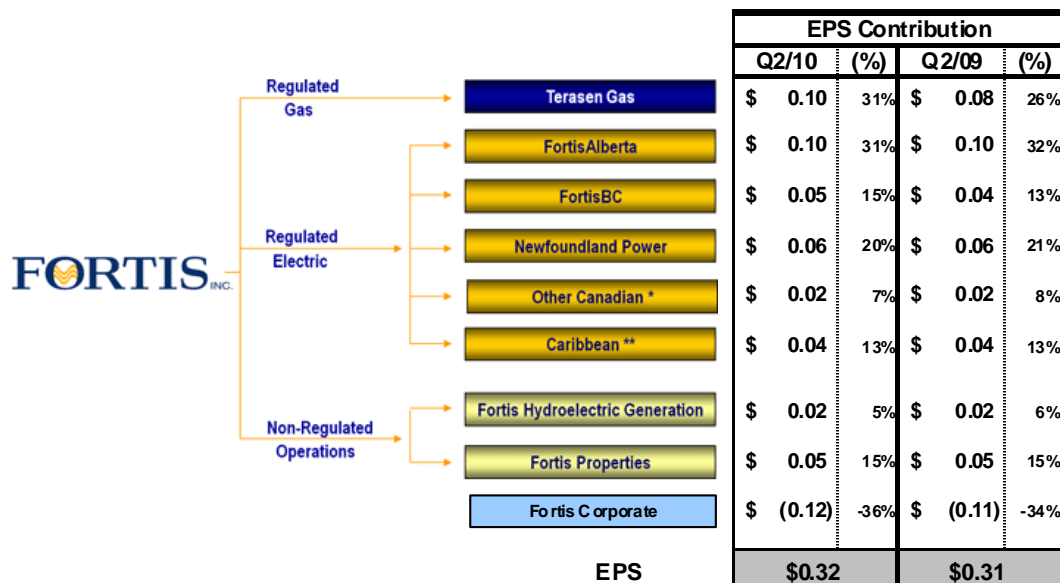 EPS Contribution
Q2/10 (%) Q2/09 (%)
Regulated
Gas
Terasen Gas $ 0.10 31% $ 0.08 26%
FortisAlberta $ 0.10 31% $ 0.10 32%
FortisBC $ 0.05 15% $ 0.04 13%
Regulated
Electric
Newfoundland Power $ 0.06 20% $ 0.06 21%
FORTIS INC.
Other Canadian * $ 0.02 7% $ 0.02 8%
Caribbean ** $ 0.04 13% $ 0.04 13%
Fortis Hydroelectric Generation $ 0.02 5% $ 0.02 6%
Non-Regulated
Operations
Fortis Properties $ 0.05 15% $ 0.05 15%
Fortis Corporate $ (0.12) -36% $ (0.11) -34%
EPS $0.32 $0.31